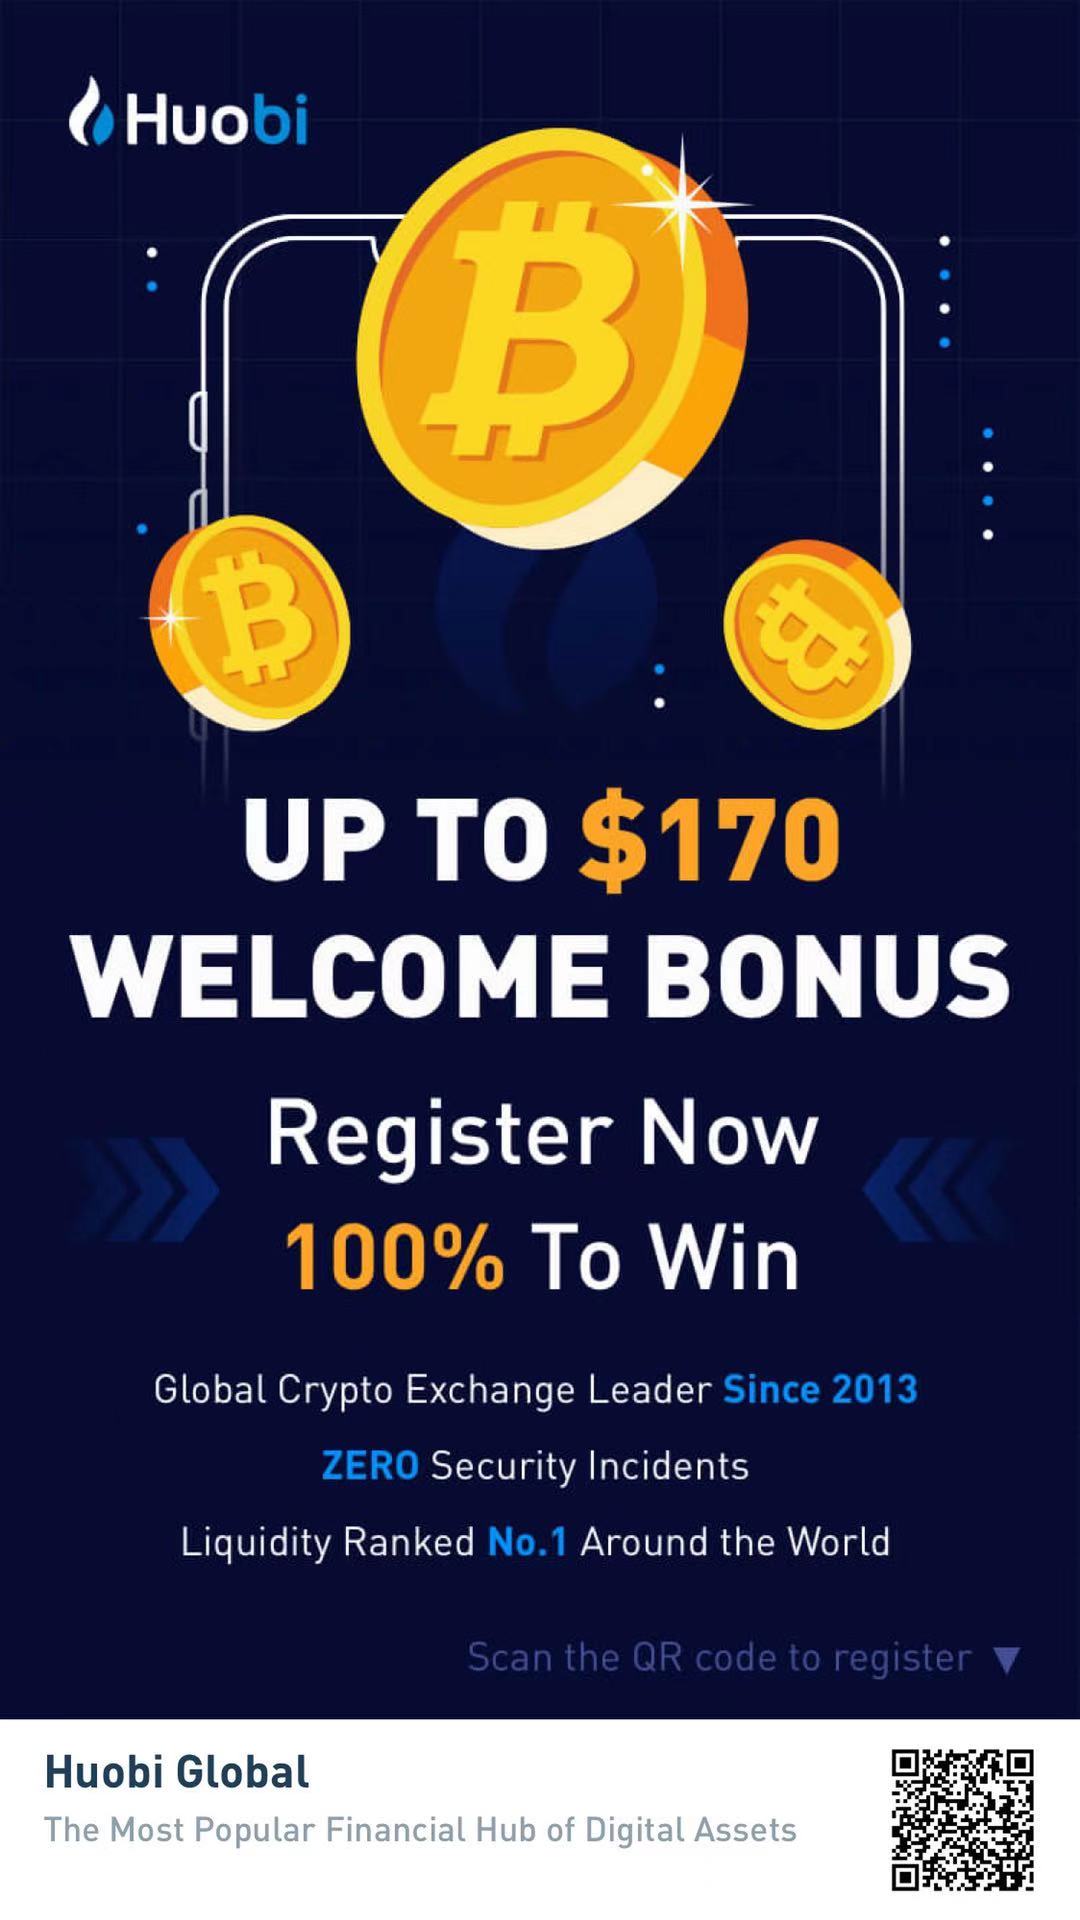 Huobi
UP TO $170
WELCOME BONUS
Register Now
100% To Win
Global Crypto Exchange Leader Since 2013
ZERO Security Incidents
Liquidity Ranked No.1 Around the World
Scan the QR code to register ▼
Huobi Global
The Most Popular Financial Hub of Digital Assets